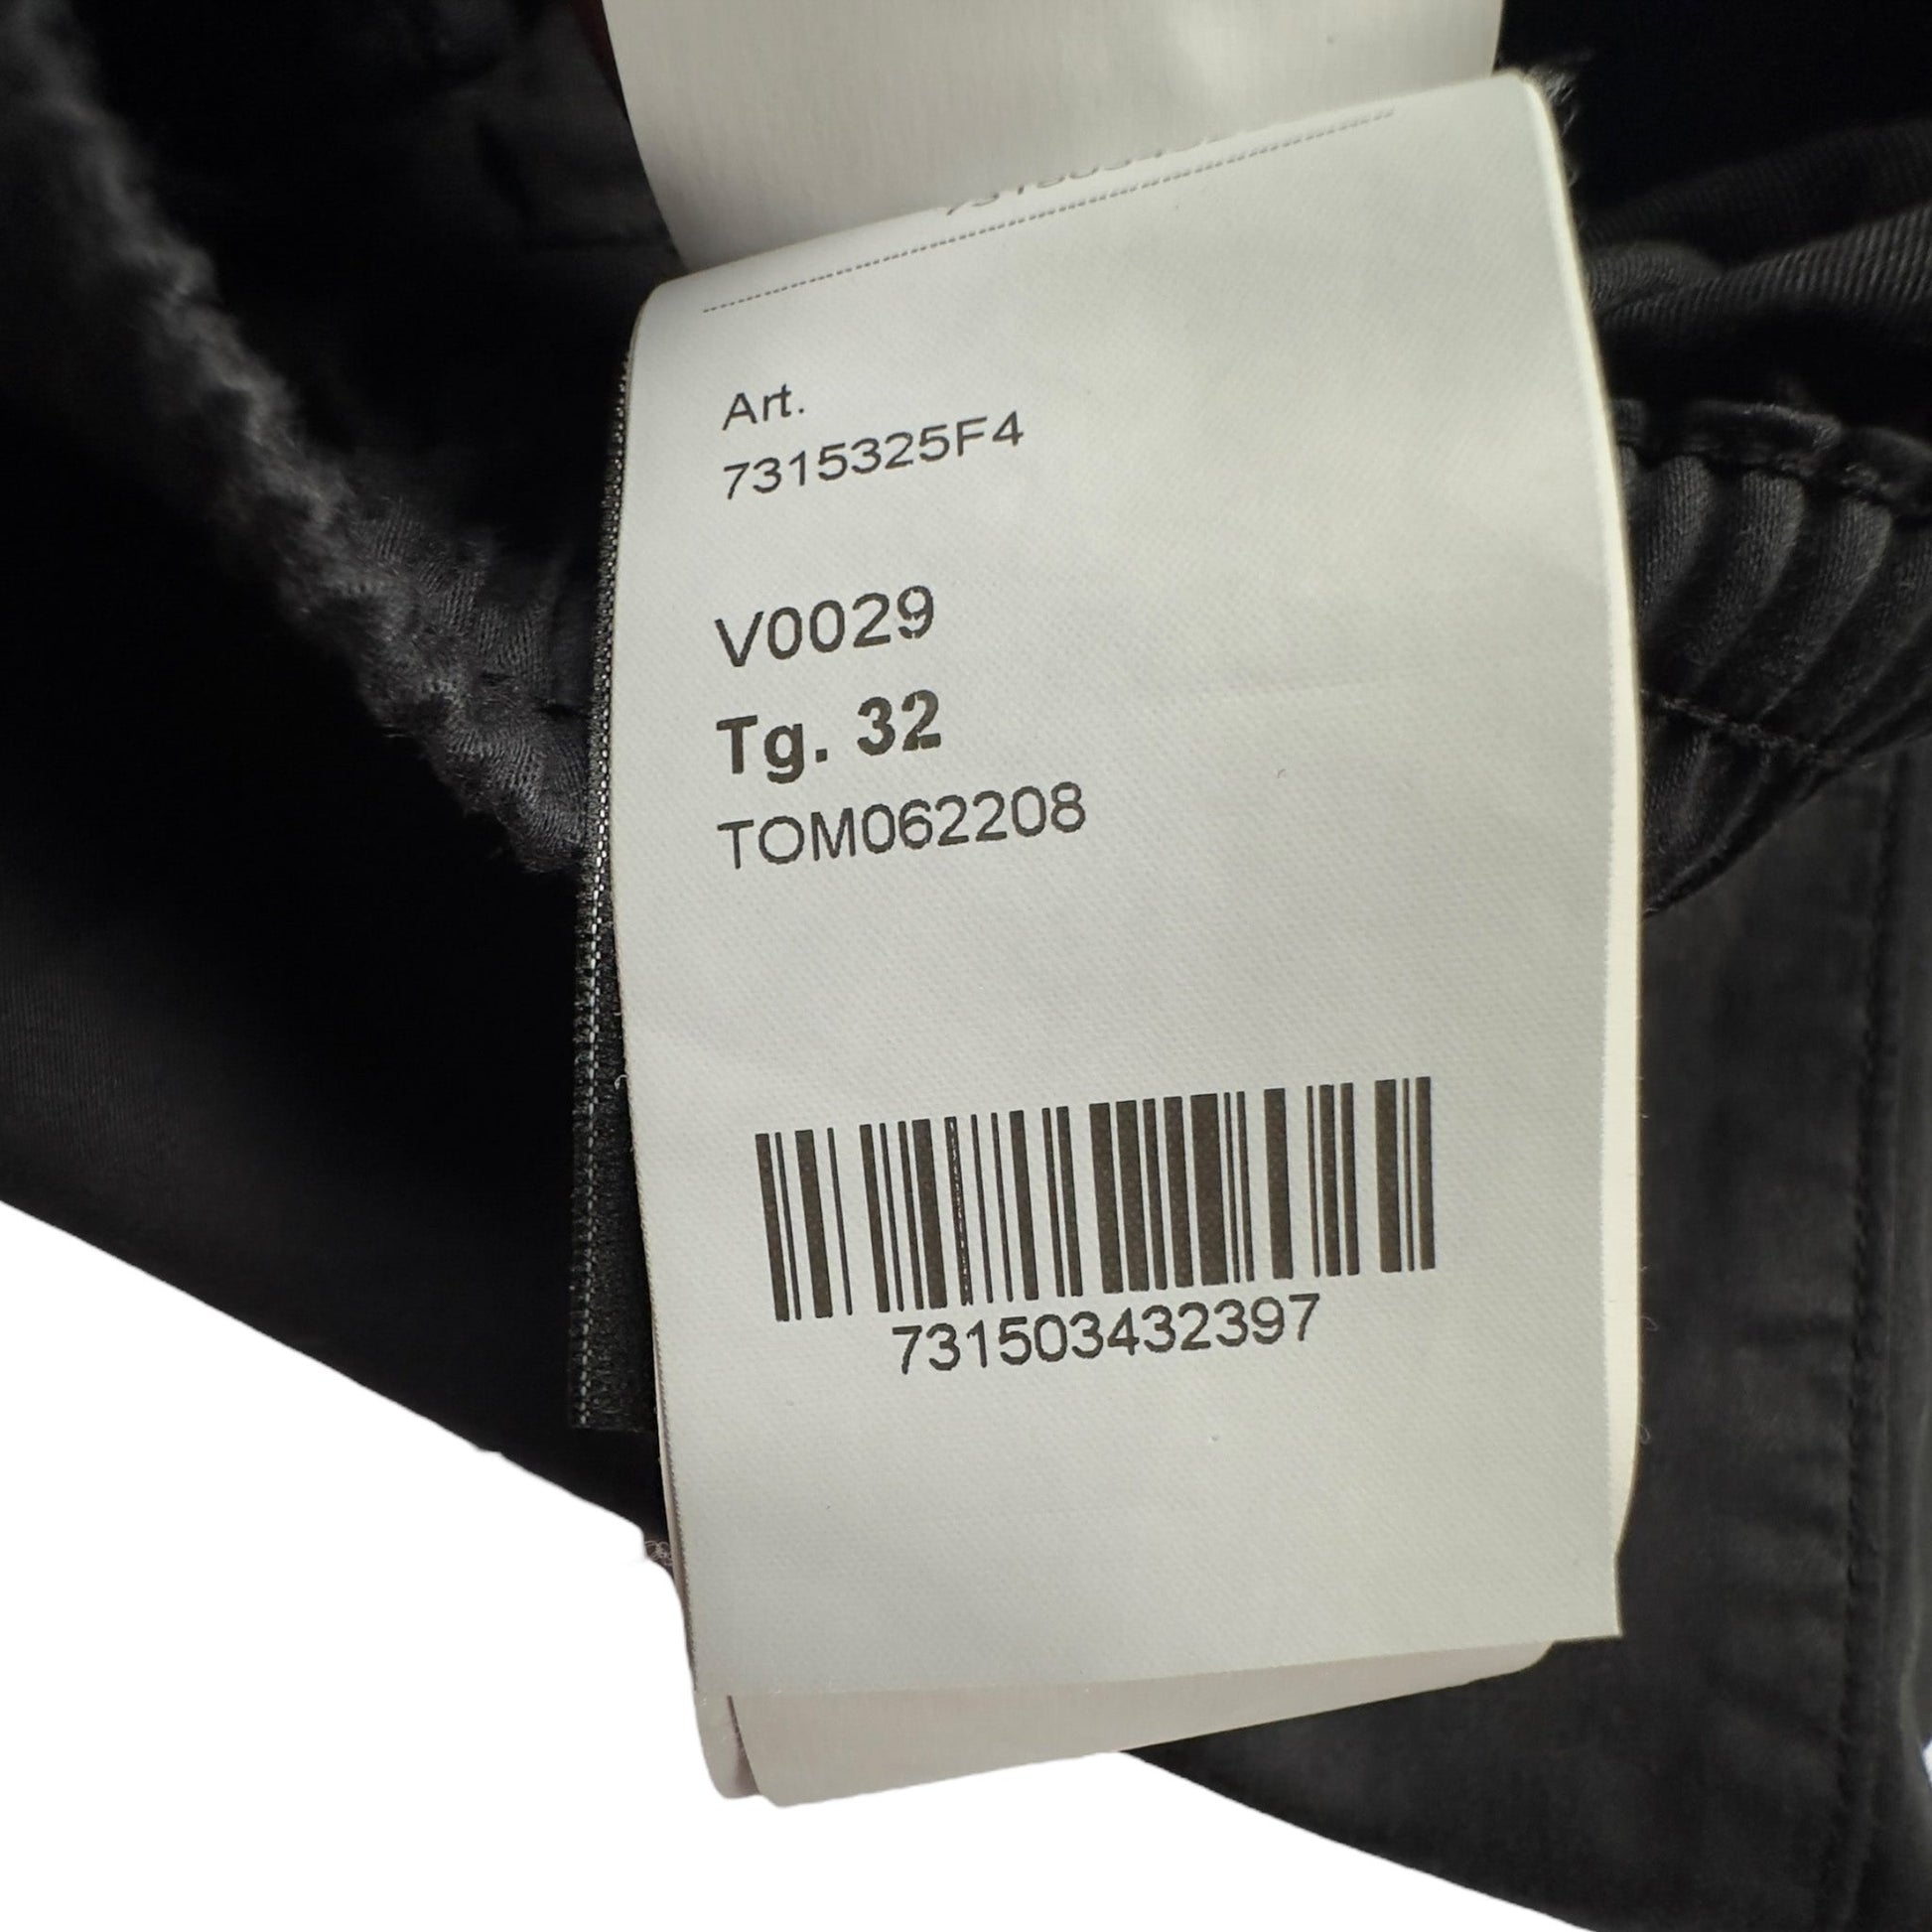 Art.
7315325F4
V0029
Tg. 32
TOM062208
731503432397